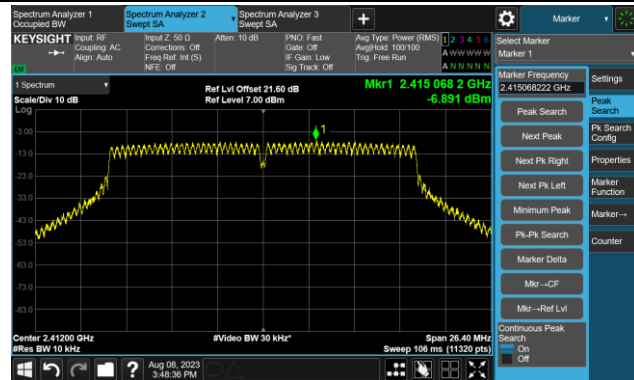 Spectrum Analyzer 1
Occupied BW
Spectrum Analyzer 2
Swept SA
Spectrum Analyzer 3
Swept SA
Marker
KEYSIGHT
Input: RF
Coupling: AC
Align: Auto
Input Z: 50 Ω
Corrections: Off
Freq Ref: Int (S)
NFE: Off
Atten: 10 dB
PNO: Fast
Gate: Off
IF Gain: Low
Sig Track: Off
Avg Type: Power (RMS)
Avg|Hold: 100/100
Trig: Free Run
1 2 3 4 5 6
A W W W W W
A N N N N N
Select Marker
Marker 1
LXI
1 Spectrum
Scale/Div 10 dB
Log
Ref Lvl Offset 21.60 dB
Ref Level 7.00 dBm
Mkr1 2.415 068 2 GHz
-6.891 dBm
1
-3.00
-13.0
-23.0
-33.0
-43.0
-53.0
-63.0
-73.0
-83.0
Center 2.41200 GHz
#Res BW 10 kHz
#Video BW 30 kHz*
Span 26.40 MHz
Sweep 106 ms (11320 pts)
Marker Frequency
2.415068222 GHz
Peak Search
Next Peak
Next Pk Right
Next Pk Left
Minimum Peak
Pk-Pk Search
Marker Delta
Mkr→CF
Mkr→Ref Lvl
Continuous Peak
Search
On
Off
Settings
Peak
Search
Pk Search
Config
Properties
Marker
Function
Marker→
Counter
Aug 08, 2023
3:48:36 PM